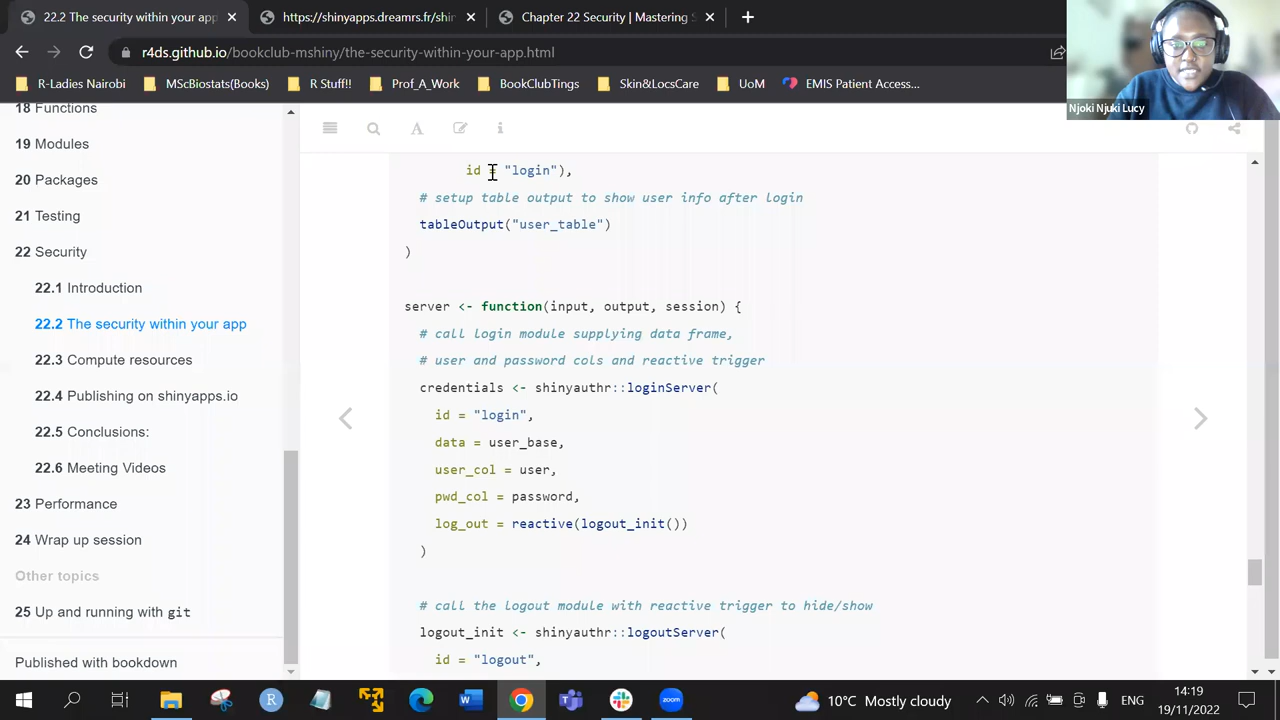 22.2 The security within your app
https://shinyapps.dreamrs.fr/shin
Chapter 22 Security | Mastering S
r4ds.github.io/bookclub-mshiny/the-security-within-your-app.html
R-Ladies Nairobi
MScBiostats(Books)
R Stuff!!
Prof_A_Work
BookClubTings
Skin&LocsCare
UoM
EMIS Patient Access...
Njoki Njuki Lucy
18 Functions
19 Modules
20 Packages
21 Testing
22 Security
22.1 Introduction
22.2 The security within your app
22.3 Compute resources
22.4 Publishing on shinyapps.io
22.5 Conclusions:
22.6 Meeting Videos
23 Performance
24 Wrap up session
Other topics
25 Up and running with git
Published with bookdown
id = "login"),
# setup table output to show user info after login
tableOutput("user_table")
)
server <- function(input, output, session) {
# call login module supplying data frame,
# user and password cols and reactive trigger
credentials <- shinyauthr::loginServer(
id = "login",
data = user_base,
user_col = user,
pwd_col = password,
log_out = reactive(logout_init())
)
# call the logout module with reactive trigger to hide/show
logout_init <- shinyauthr::logoutServer(
id = "logout",
10°C Mostly cloudy
ENG
14:19
19/11/2022